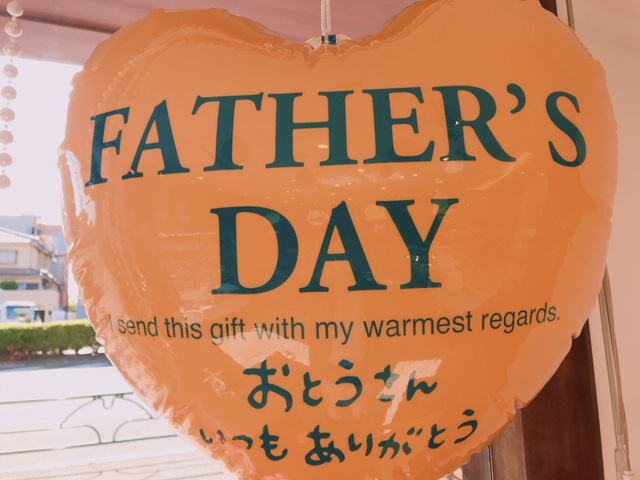 FATHER'S
DAY
I send this gift with my warmest regards.
おとうさん
いつも ありがとう